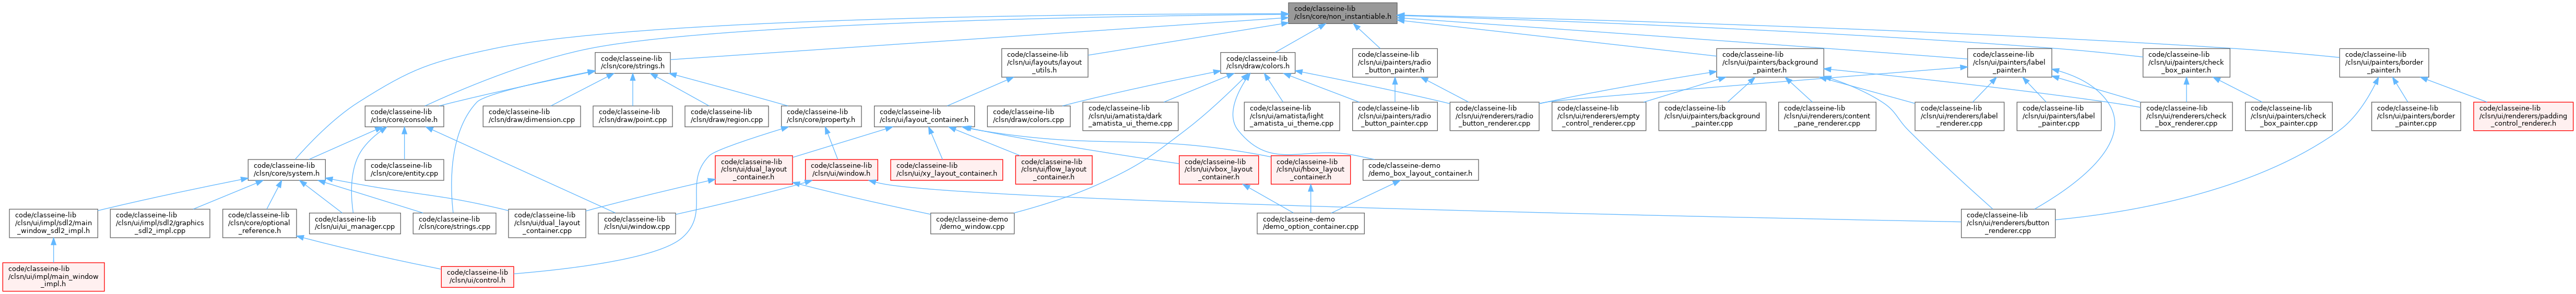 code/classeine-lib
/clsn/core/non_instantiable.h
code/classeine-lib
/clsn/core/strings.h
code/classeine-lib
/clsn/ui/layouts/layout
_utils.h
code/classeine-lib
/clsn/draw/colors.h
code/classeine-lib
/clsn/ui/painters/radio
_button_painter.h
code/classeine-lib
/clsn/ui/painters/background
_painter.h
code/classeine-lib
/clsn/ui/painters/label
_painter.h
code/classeine-lib
/clsn/ui/painters/check
_box_painter.h
code/classeine-lib
/clsn/ui/painters/border
_painter.h
code/classeine-lib
/clsn/core/console.h
code/classeine-lib
/clsn/draw/dimension.cpp
code/classeine-lib
/clsn/draw/point.cpp
code/classeine-lib
/clsn/draw/region.cpp
code/classeine-lib
/clsn/core/property.h
code/classeine-lib
/clsn/ui/layout_container.h
code/classeine-lib
/clsn/draw/colors.cpp
code/classeine-lib
/clsn/ui/amatista/dark
_amatista_ui_theme.cpp
code/classeine-lib
/clsn/ui/amatista/light
_amatista_ui_theme.cpp
code/classeine-lib
/clsn/ui/painters/radio
_button_painter.cpp
code/classeine-lib
/clsn/ui/renderers/radio
_button_renderer.cpp
code/classeine-lib
/clsn/ui/renderers/empty
_control_renderer.cpp
code/classeine-lib
/clsn/ui/painters/background
_painter.cpp
code/classeine-lib
/clsn/ui/renderers/content
_pane_renderer.cpp
code/classeine-lib
/clsn/ui/renderers/label
_renderer.cpp
code/classeine-lib
/clsn/ui/painters/label
_painter.cpp
code/classeine-lib
/clsn/ui/renderers/check
_box_renderer.cpp
code/classeine-lib
/clsn/ui/painters/check
_box_painter.cpp
code/classeine-lib
/clsn/ui/painters/border
_painter.cpp
code/classeine-lib
/clsn/ui/renderers/padding
_control_renderer.h
code/classeine-lib
/clsn/core/system.h
code/classeine-lib
/clsn/core/entity.cpp
code/classeine-lib
/clsn/ui/dual_layout
_container.h
code/classeine-lib
/clsn/ui/window.h
code/classeine-lib
/clsn/ui/xy_layout_container.h
code/classeine-lib
/clsn/ui/flow_layout
_container.h
code/classeine-lib
/clsn/ui/vbox_layout
_container.h
code/classeine-lib
/clsn/ui/hbox_layout
_container.h
code/classeine-demo
/demo_box_layout_container.h
code/classeine-lib
/clsn/ui/impl/sdl2/main
_window_sdl2_impl.h
code/classeine-lib
/clsn/ui/impl/sdl2/graphics
_sdl2_impl.cpp
code/classeine-lib
/clsn/core/optional
_reference.h
code/classeine-lib
/clsn/ui/ui_manager.cpp
code/classeine-lib
/clsn/core/strings.cpp
code/classeine-lib
/clsn/ui/dual_layout
_container.cpp
code/classeine-lib
/clsn/ui/window.cpp
code/classeine-demo
/demo_window.cpp
code/classeine-demo
/demo_option_container.cpp
code/classeine-lib
/clsn/ui/renderers/button
_renderer.cpp
code/classeine-lib
/clsn/ui/impl/main_window
_impl.h
code/classeine-lib
/clsn/ui/control.h